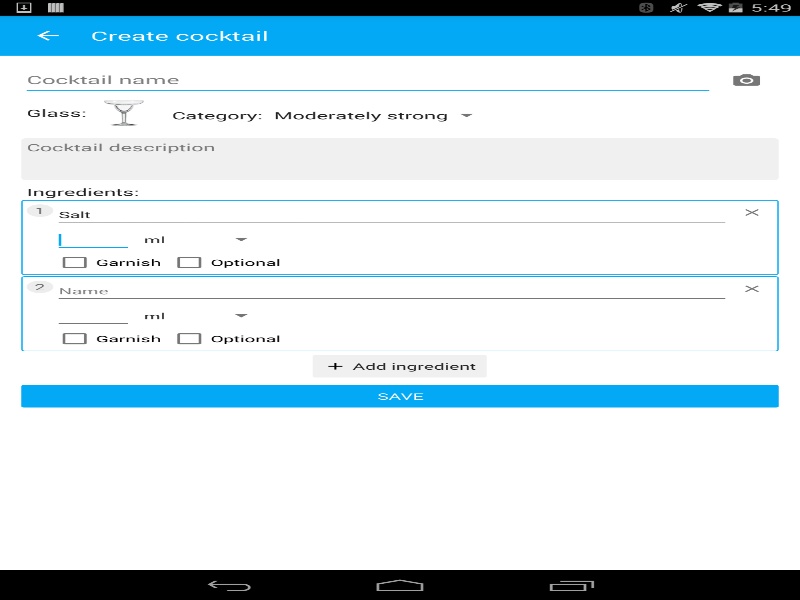 5:49
Create cocktail
Cocktail name
Glass: Category: Moderately strong
Cocktail description
Ingredients:
1 Salt
ml
Garnish Optional
2 Name
ml
Garnish Optional
+ Add ingredient
SAVE